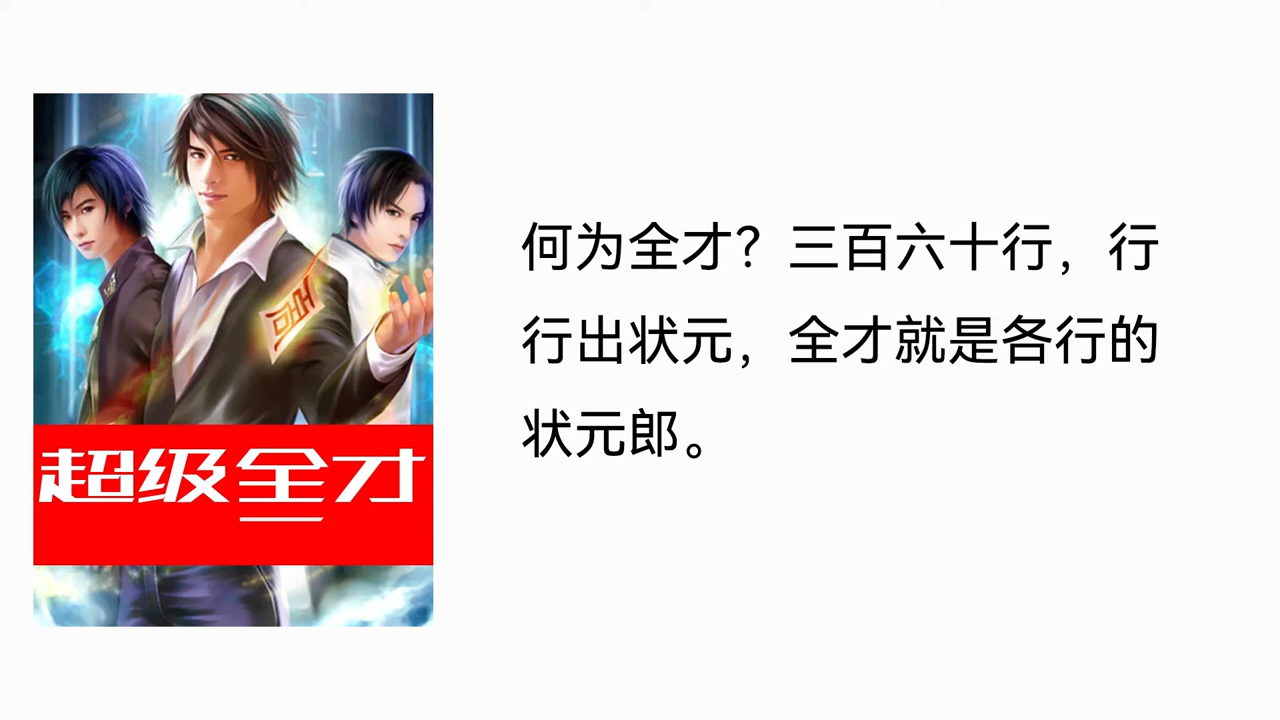 超级全才
何为全才？三百六十行，行
行出状元，全才就是各行的
状元郎。